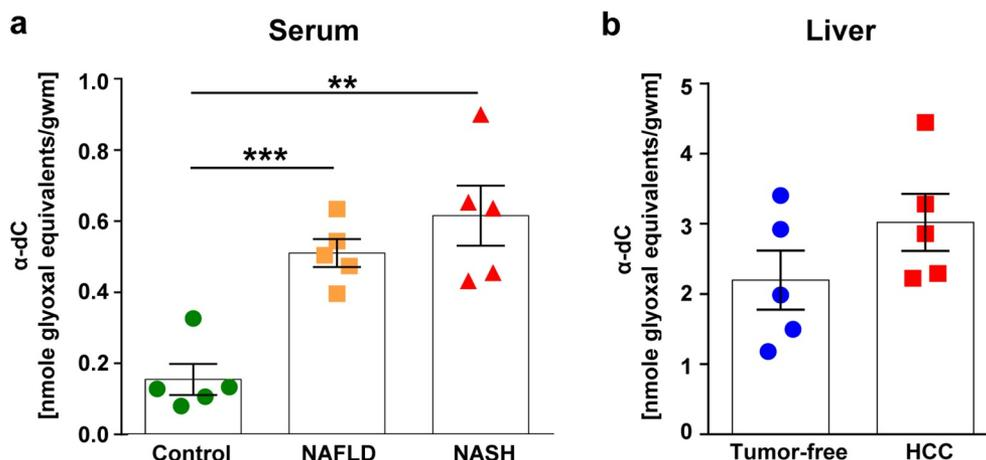 a
Serum
α-dC
[nmole glyoxal equivalents/gwm]
1.0
0.8
0.6
0.4
0.2
0.0
**
***
Control NAFLD NASH
b
Liver
α-dC
[nmole glyoxal equivalents/gwm]
5
4
3
2
1
0
Tumor-free HCC